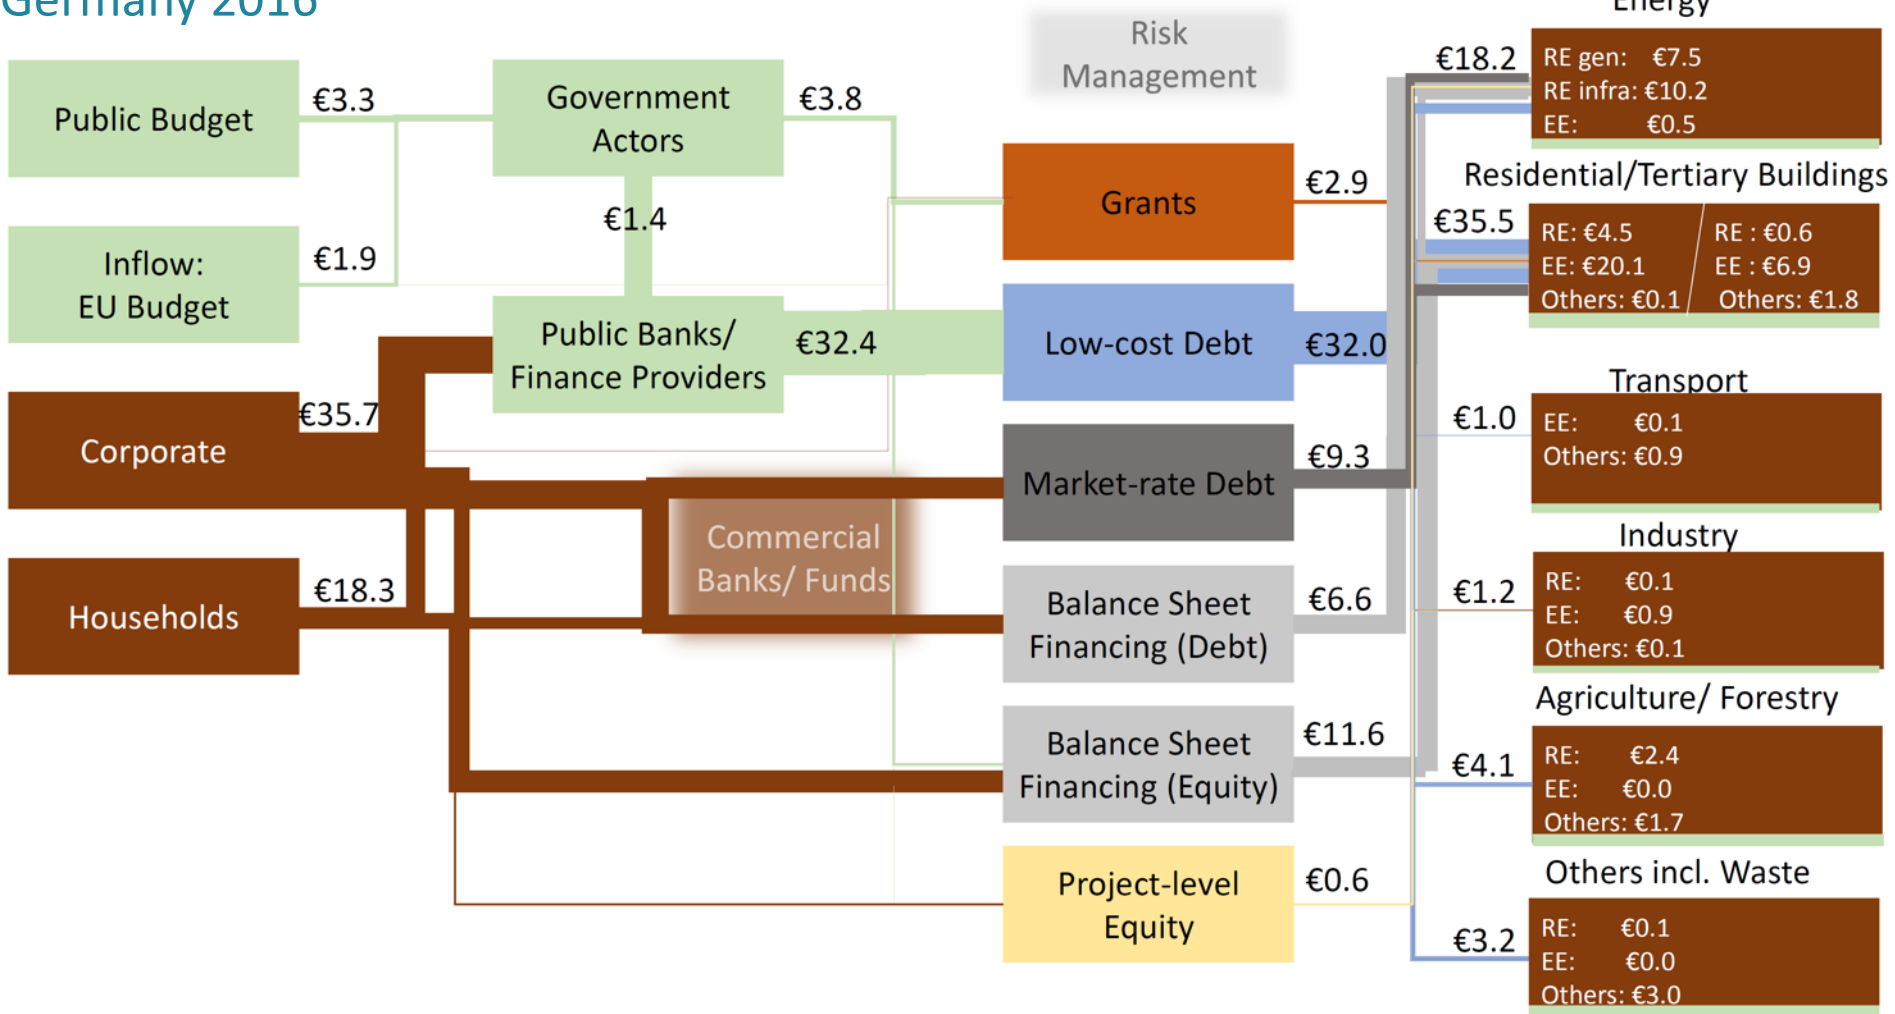 Germany 2016
Public Budget
€3.3
Inflow:
EU Budget
€1.9
Corporate
€35.7
Households
€18.3
Government
Actors
€3.8
€1.4
Public Banks/
Finance Providers
€32.4
Commercial
Banks/ Funds
Risk
Management
Grants
€2.9
Low-cost Debt
€32.0
Market-rate Debt
€9.3
Balance Sheet
Financing (Debt)
€6.6
Balance Sheet
Financing (Equity)
€11.6
Project-level
Equity
€0.6
Energy
€18.2
RE gen: €7.5
RE infra: €10.2
EE: €0.5
Residential/Tertiary Buildings
€35.5
RE: €4.5 RE : €0.6
EE: €20.1 EE : €6.9
Others: €0.1 Others: €1.8
Transport
€1.0
EE: €0.1
Others: €0.9
Industry
€1.2
RE: €0.1
EE: €0.9
Others: €0.1
Agriculture/ Forestry
€4.1
RE: €2.4
EE: €0.0
Others: €1.7
Others incl. Waste
€3.2
RE: €0.1
EE: €0.0
Others: €3.0